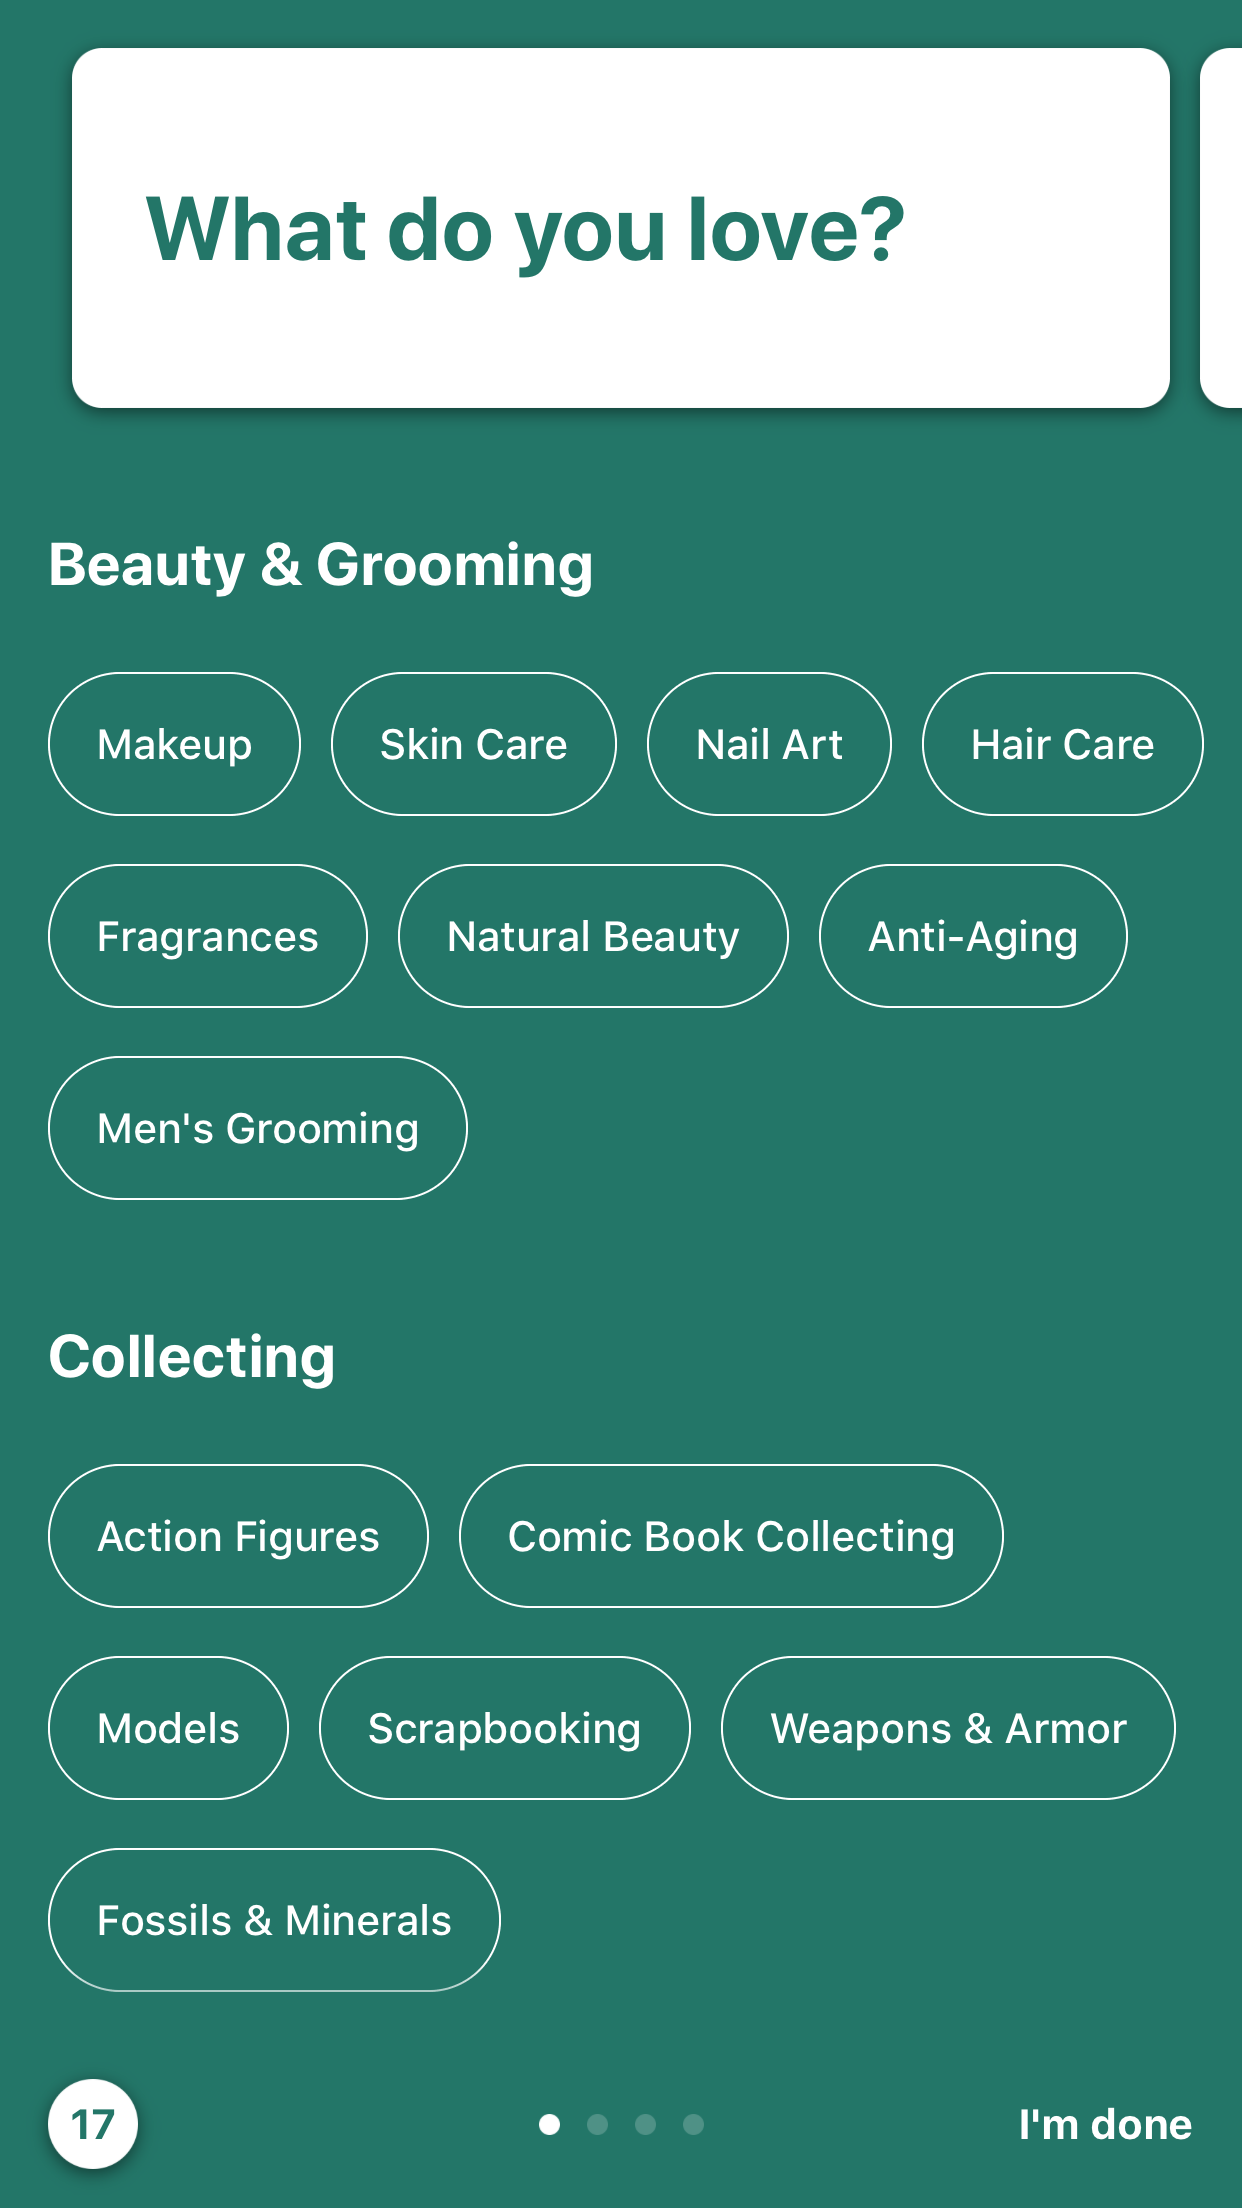 What do you love?
Beauty & Grooming
Makeup
Skin Care
Nail Art
Hair Care
Fragrances
Natural Beauty
Anti-Aging
Men's Grooming
Collecting
Action Figures
Comic Book Collecting
Models
Scrapbooking
Weapons & Armor
Fossils & Minerals
17
I'm done